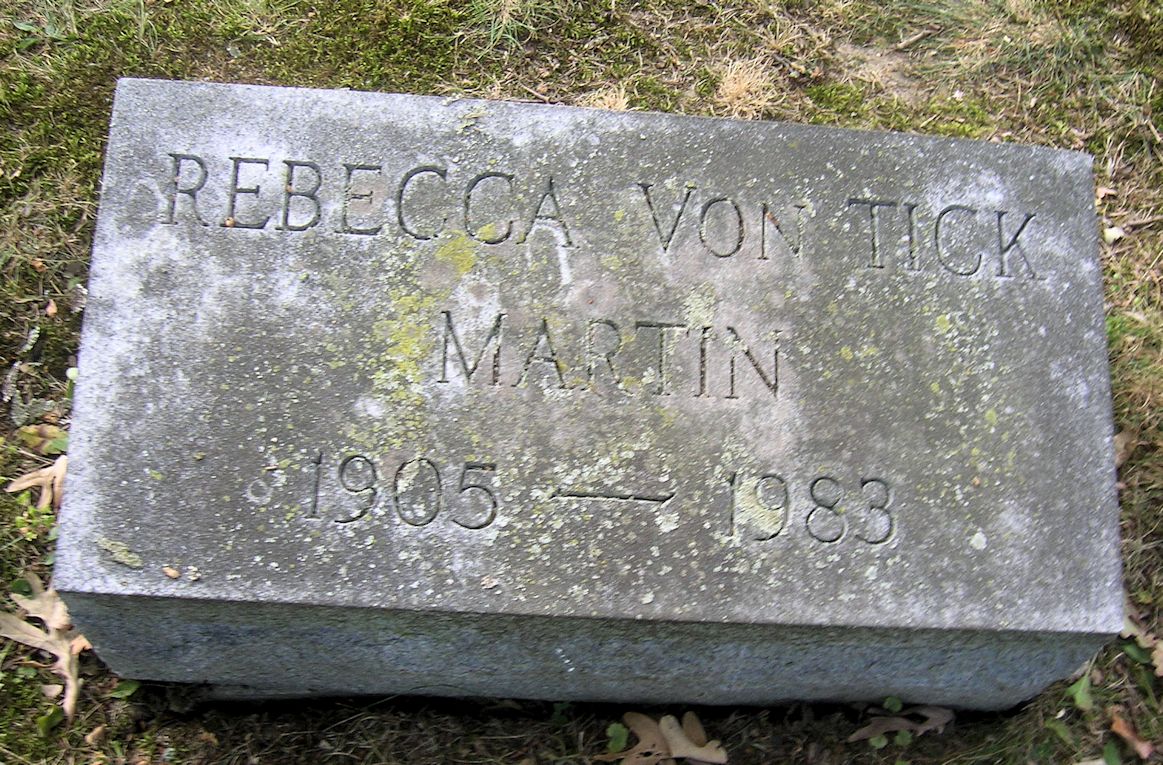 REBECCA VON TICK
MARTIN
1905 — 1983